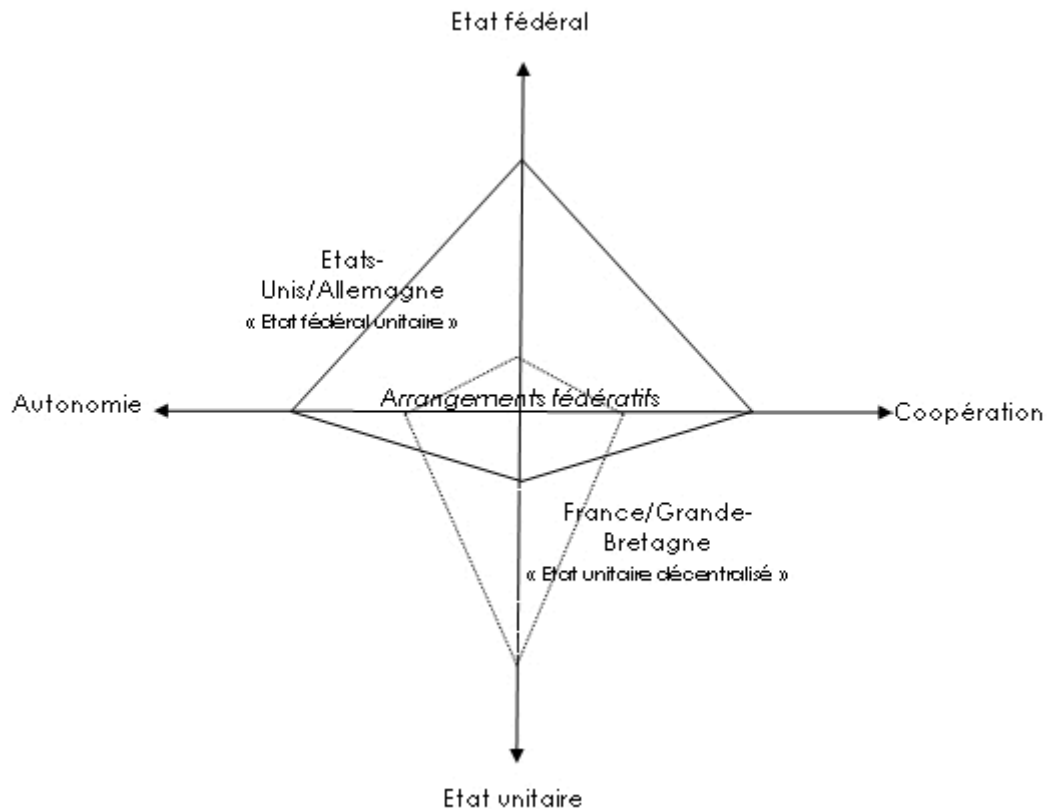 Etat fédéral
Etats-
Unis/Allemagne
« Etat fédéral unitaire »
Arrangements fédératifs
Autonomie
Coopération
France/Grande-
Bretagne
« Etat unitaire décentralisé »
Etat unitaire